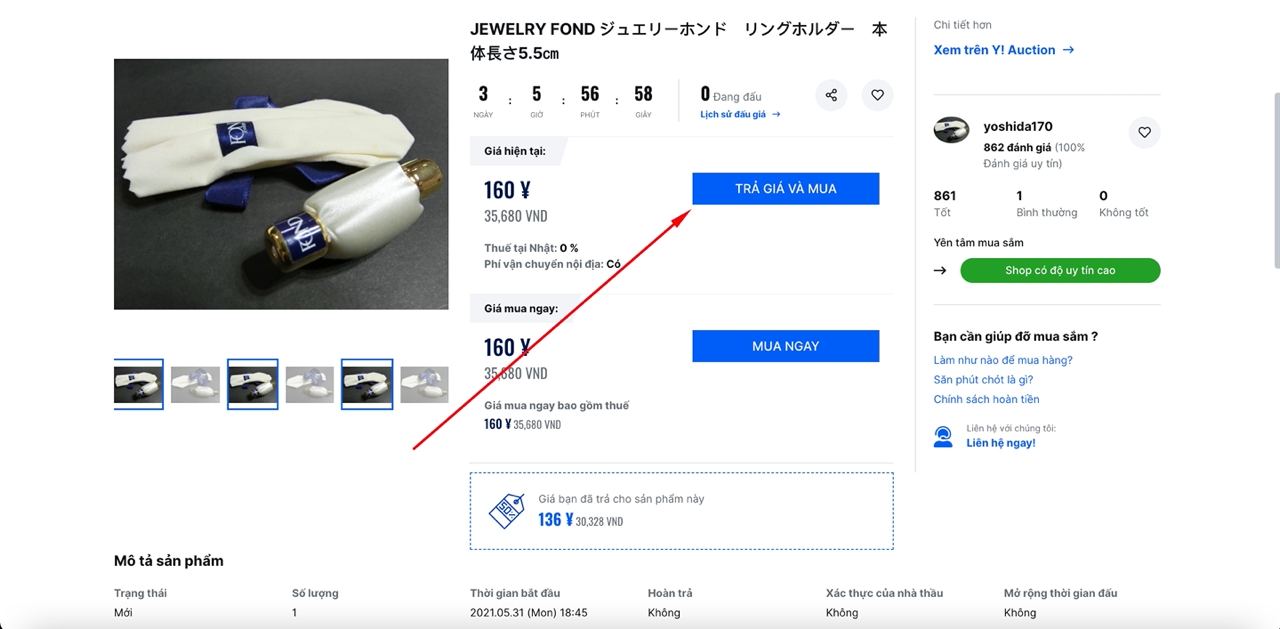 JEWELRY FOND ジュエリーホンド　リングホルダー　本
体長さ5.5㎝
3 : 5 : 56 : 58
NGÀY GIỜ PHÚT GIÂY
0 Đang đấu
Lịch sử đấu giá →
Giá hiện tại:
160 ¥
35,680 VND
TRẢ GIÁ VÀ MUA
Thuế tại Nhật: 0 %
Phí vận chuyển nội địa: Có
Giá mua ngay:
160 ¥
35,680 VND
MUA NGAY
Giá mua ngay bao gồm thuế
160 ¥ 35,680 VND
Giá bạn đã trả cho sản phẩm này
136 ¥ 30,328 VND
Chi tiết hơn
Xem trên Y! Auction →
yoshida170
862 đánh giá (100%
Đánh giá uy tín)
861 1 0
Tốt Bình thường Không tốt
Yên tâm mua sắm
→ Shop có độ uy tín cao
Bạn cần giúp đỡ mua sắm ?
Làm như nào để mua hàng?
Săn phút chót là gì?
Chính sách hoàn tiền
Liên hệ với chúng tôi:
Liên hệ ngay!
Mô tả sản phẩm
Trạng thái Số lượng Thời gian bắt đầu Hoàn trả Xác thực của nhà thầu Mở rộng thời gian đấu
Mới 1 2021.05.31 (Mon) 18:45 Không Không Không